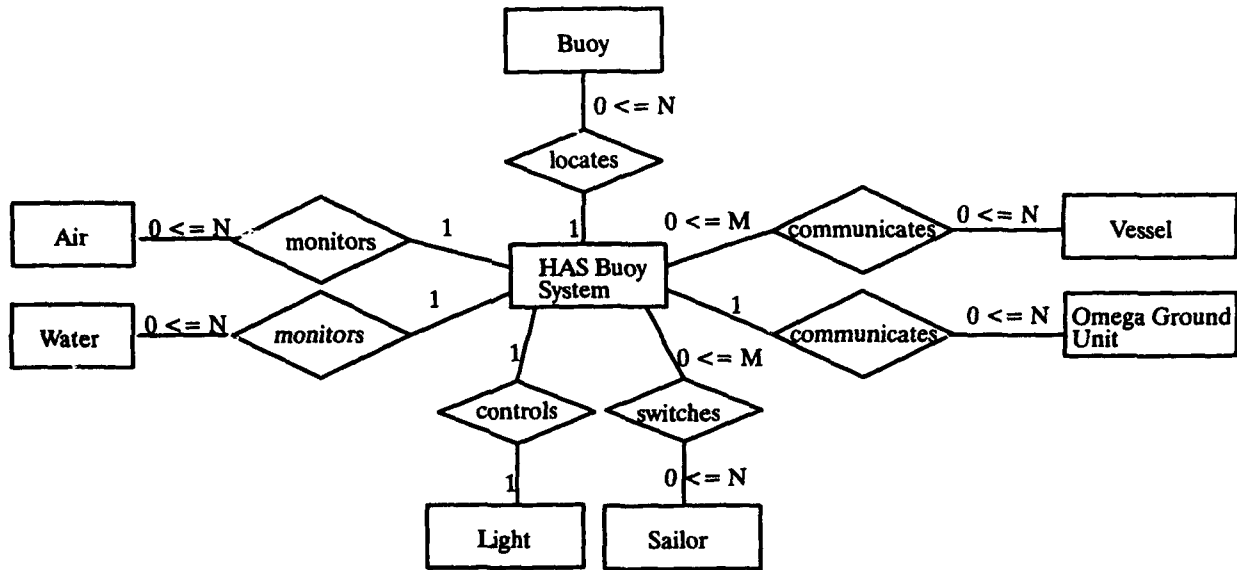 Buoy
0 <= N
locates
1
Air
0 <= N
monitors
1
HAS Buoy
System
0 <= M
communicates
0 <= N
Vessel
Water
0 <= N
monitors
1
1
communicates
0 <= N
Omega Ground
Unit
1
controls
1
Light
0 <= M
switches
0 <= N
Sailor